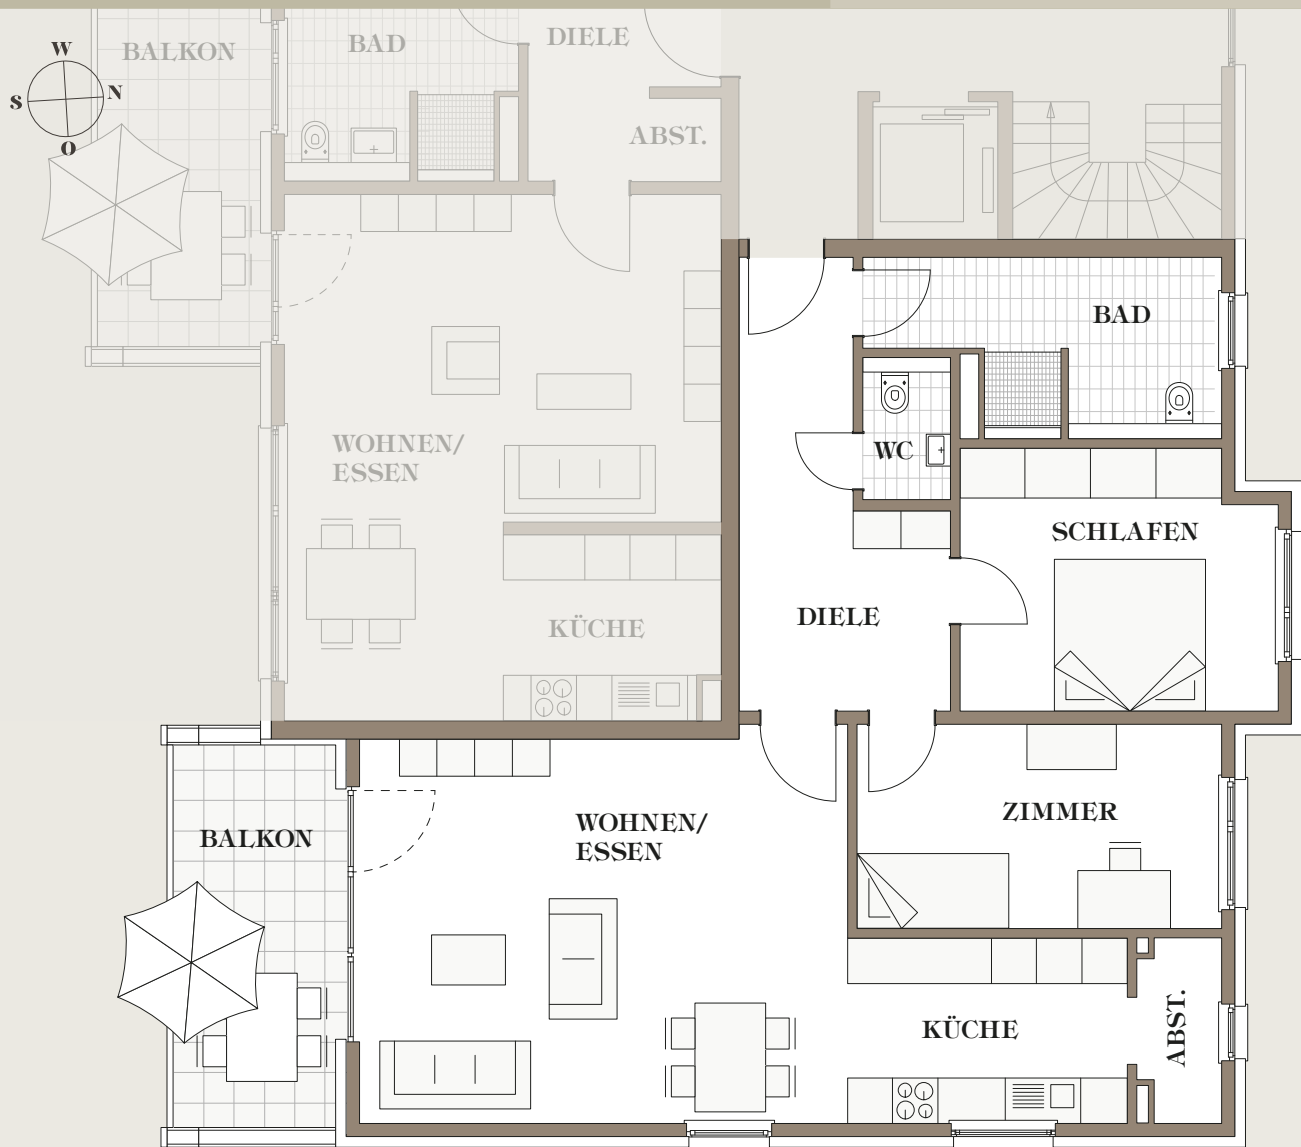 W
S
N
O
BALKON
BAD
DIELE
ABST.
WOHNEN/
ESSEN
KÜCHE
BAD
WC
SCHLAFEN
DIELE
BALKON
WOHNEN/
ESSEN
ZIMMER
KÜCHE
ABST.